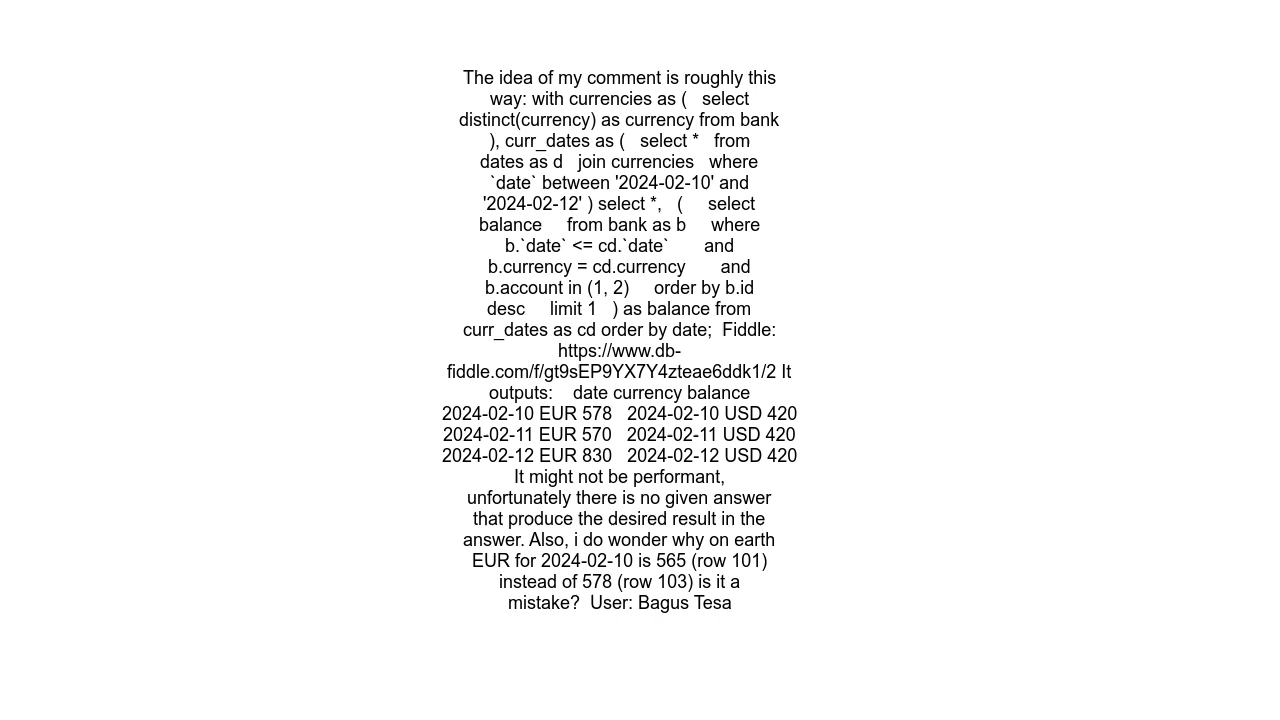 The idea of my comment is roughly this
way: with currencies as (   select
distinct(currency) as currency from bank
), curr_dates as (   select *   from
dates as d   join currencies   where
`date` between '2024-02-10' and
'2024-02-12' ) select *,   (     select
balance     from bank as b     where
b.`date` <= cd.`date`       and
b.currency = cd.currency       and
b.account in (1, 2)     order by b.id
desc     limit 1   ) as balance from
curr_dates as cd order by date;  Fiddle:
https://www.db-
fiddle.com/f/gt9sEP9YX7Y4zteae6ddk1/2 It
outputs:    date currency balance
2024-02-10 EUR 578   2024-02-10 USD 420
2024-02-11 EUR 570   2024-02-11 USD 420
2024-02-12 EUR 830   2024-02-12 USD 420
It might not be performant,
unfortunately there is no given answer
that produce the desired result in the
answer. Also, i do wonder why on earth
EUR for 2024-02-10 is 565 (row 101)
instead of 578 (row 103) is it a
mistake?  User: Bagus Tesa